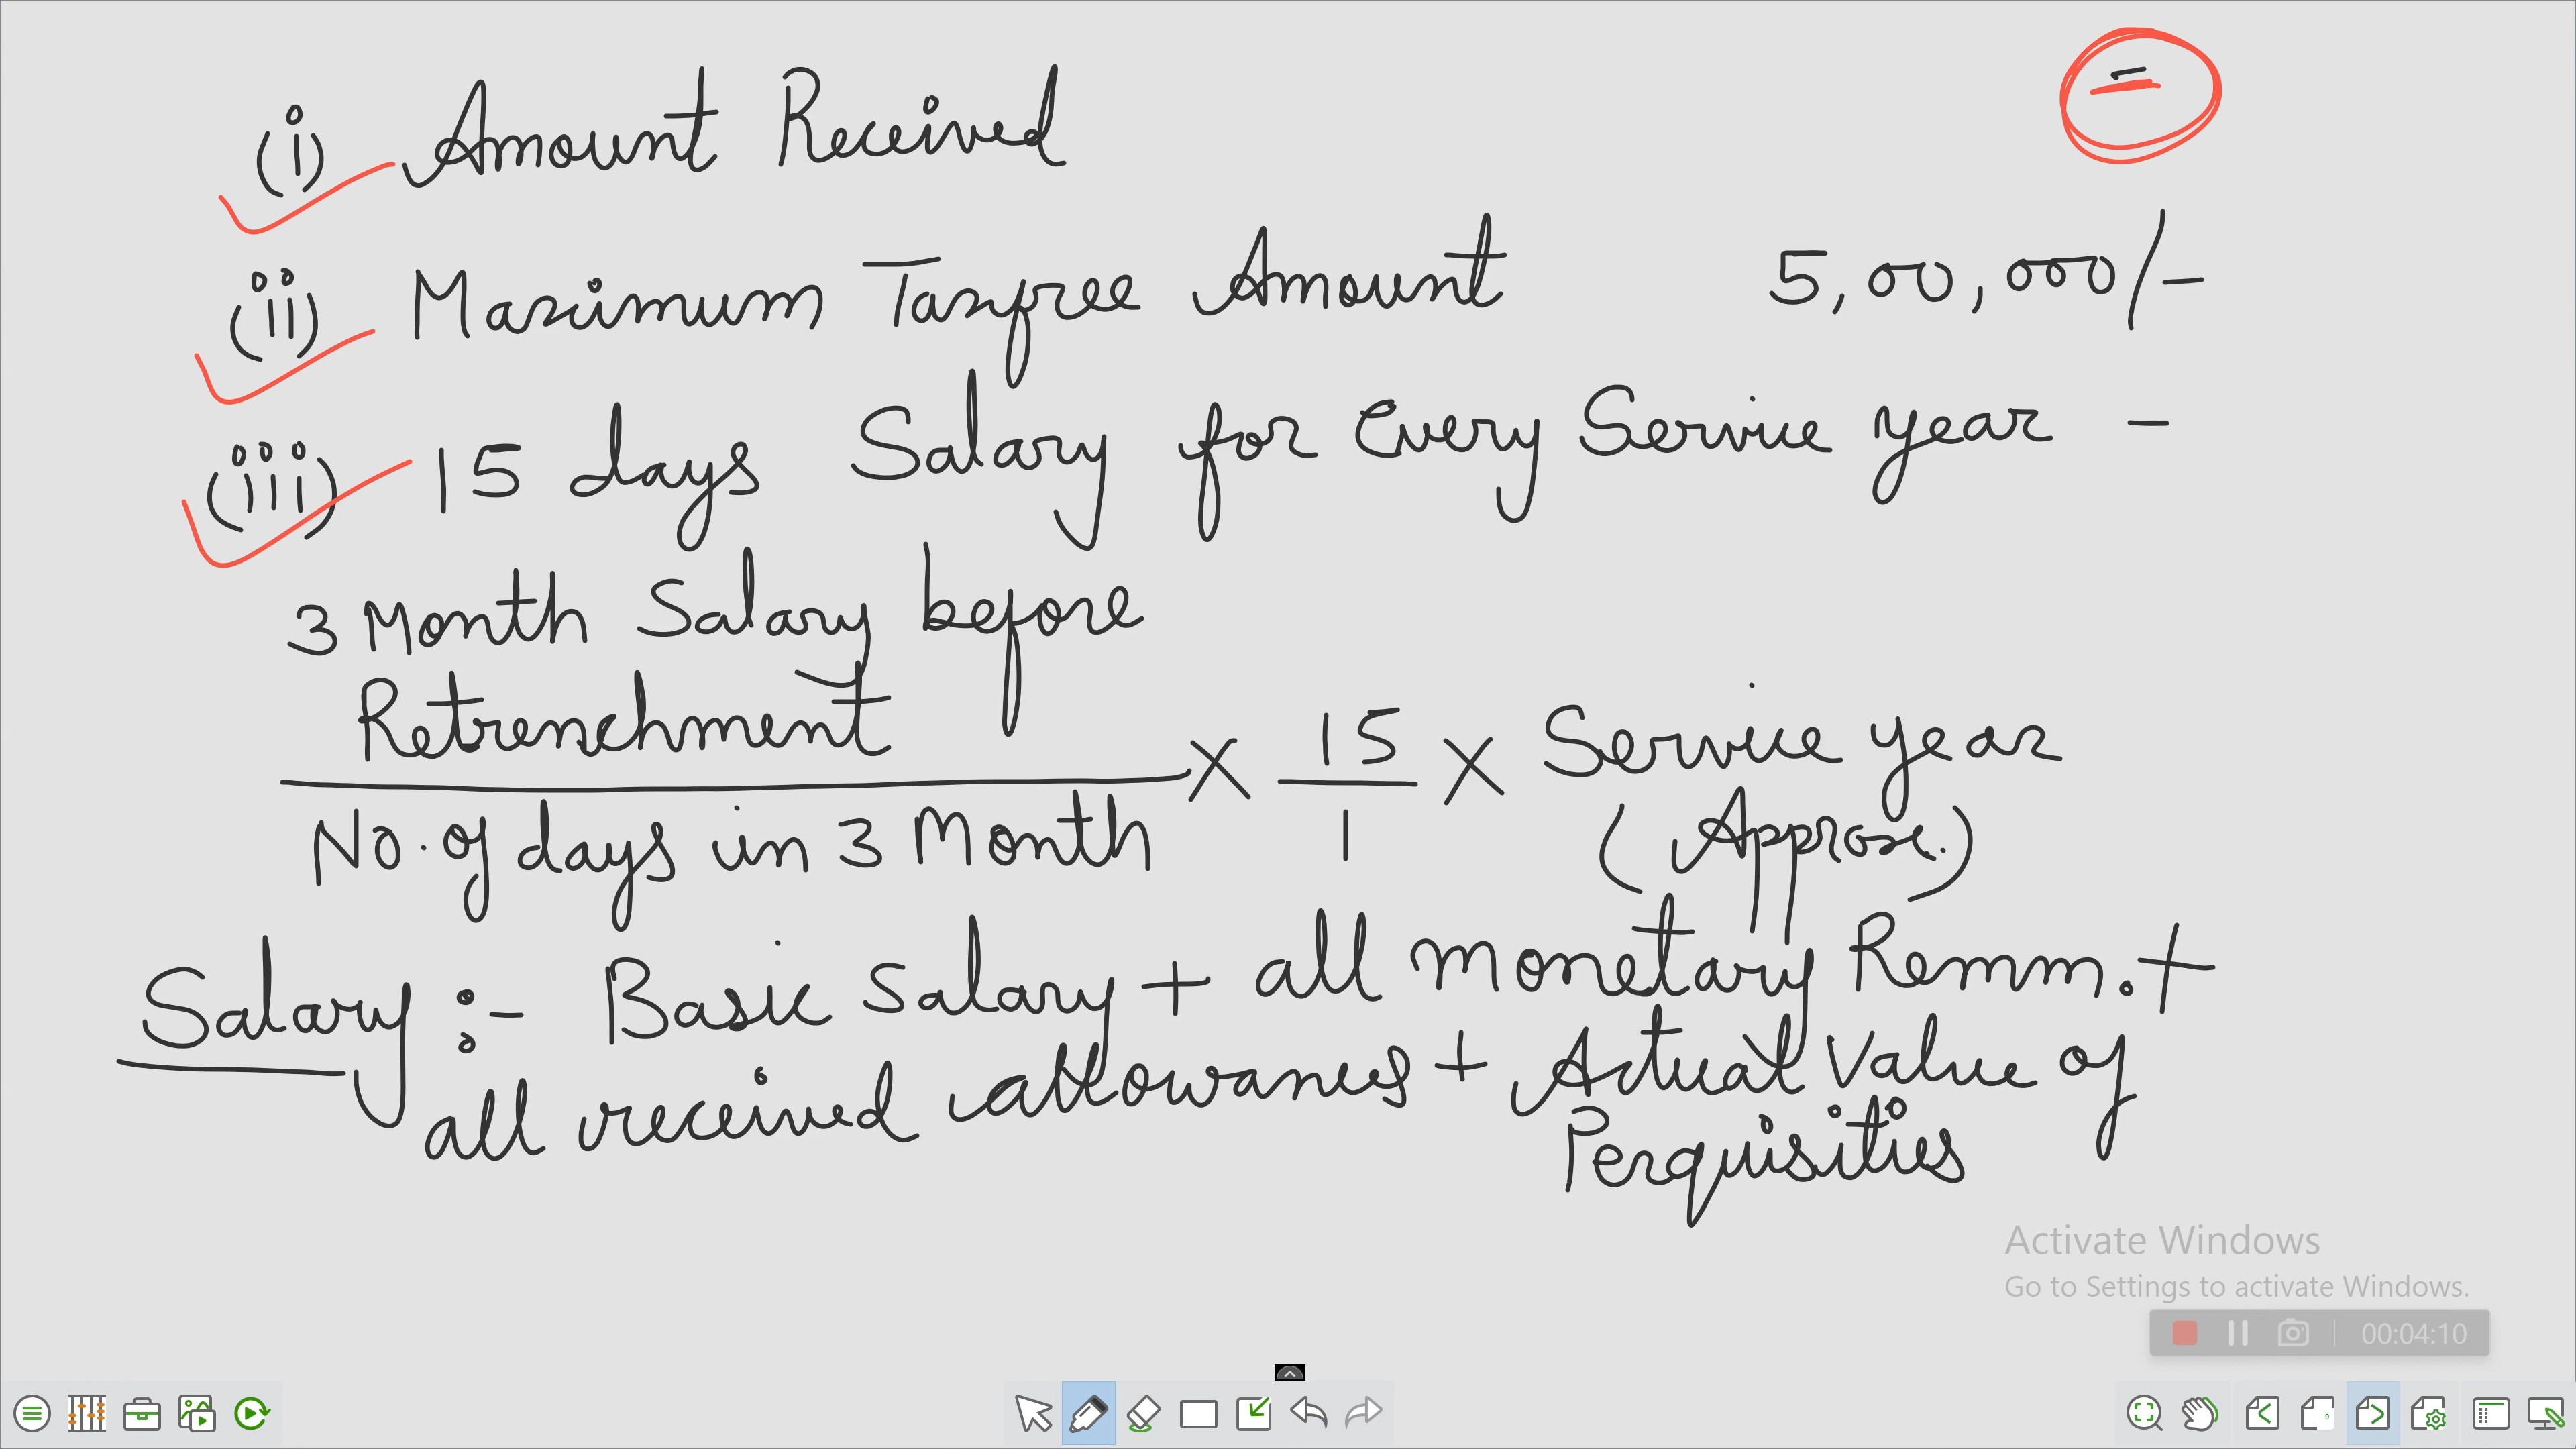 (i) Amount Received -
(ii) Maximum Taxfree Amount 5,00,000/-
(iii) 15 days Salary for Every Service year -
3 Month Salary before
Retrenchment
No. of days in 3 Month
× 15/1 × Service year
(Approx.)
Salary :- Basic Salary + all monetary Remm. +
all received allowances + Actual Value of
Perquisities
Activate Windows
Go to Settings to activate Windows.
00:04:10
9